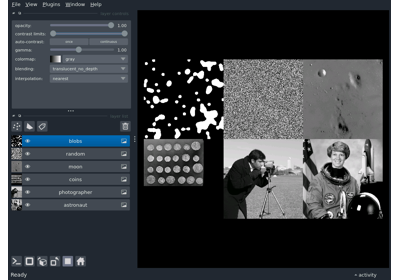 File View Plugins Window Help
opacity: 1.00
contrast limits:
auto-contrast: once continuous
gamma: 1.00
colormap: gray
blending: translucent_no_depth
interpolation: nearest
blobs
random
moon
coins
photographer
astronaut
Ready activity